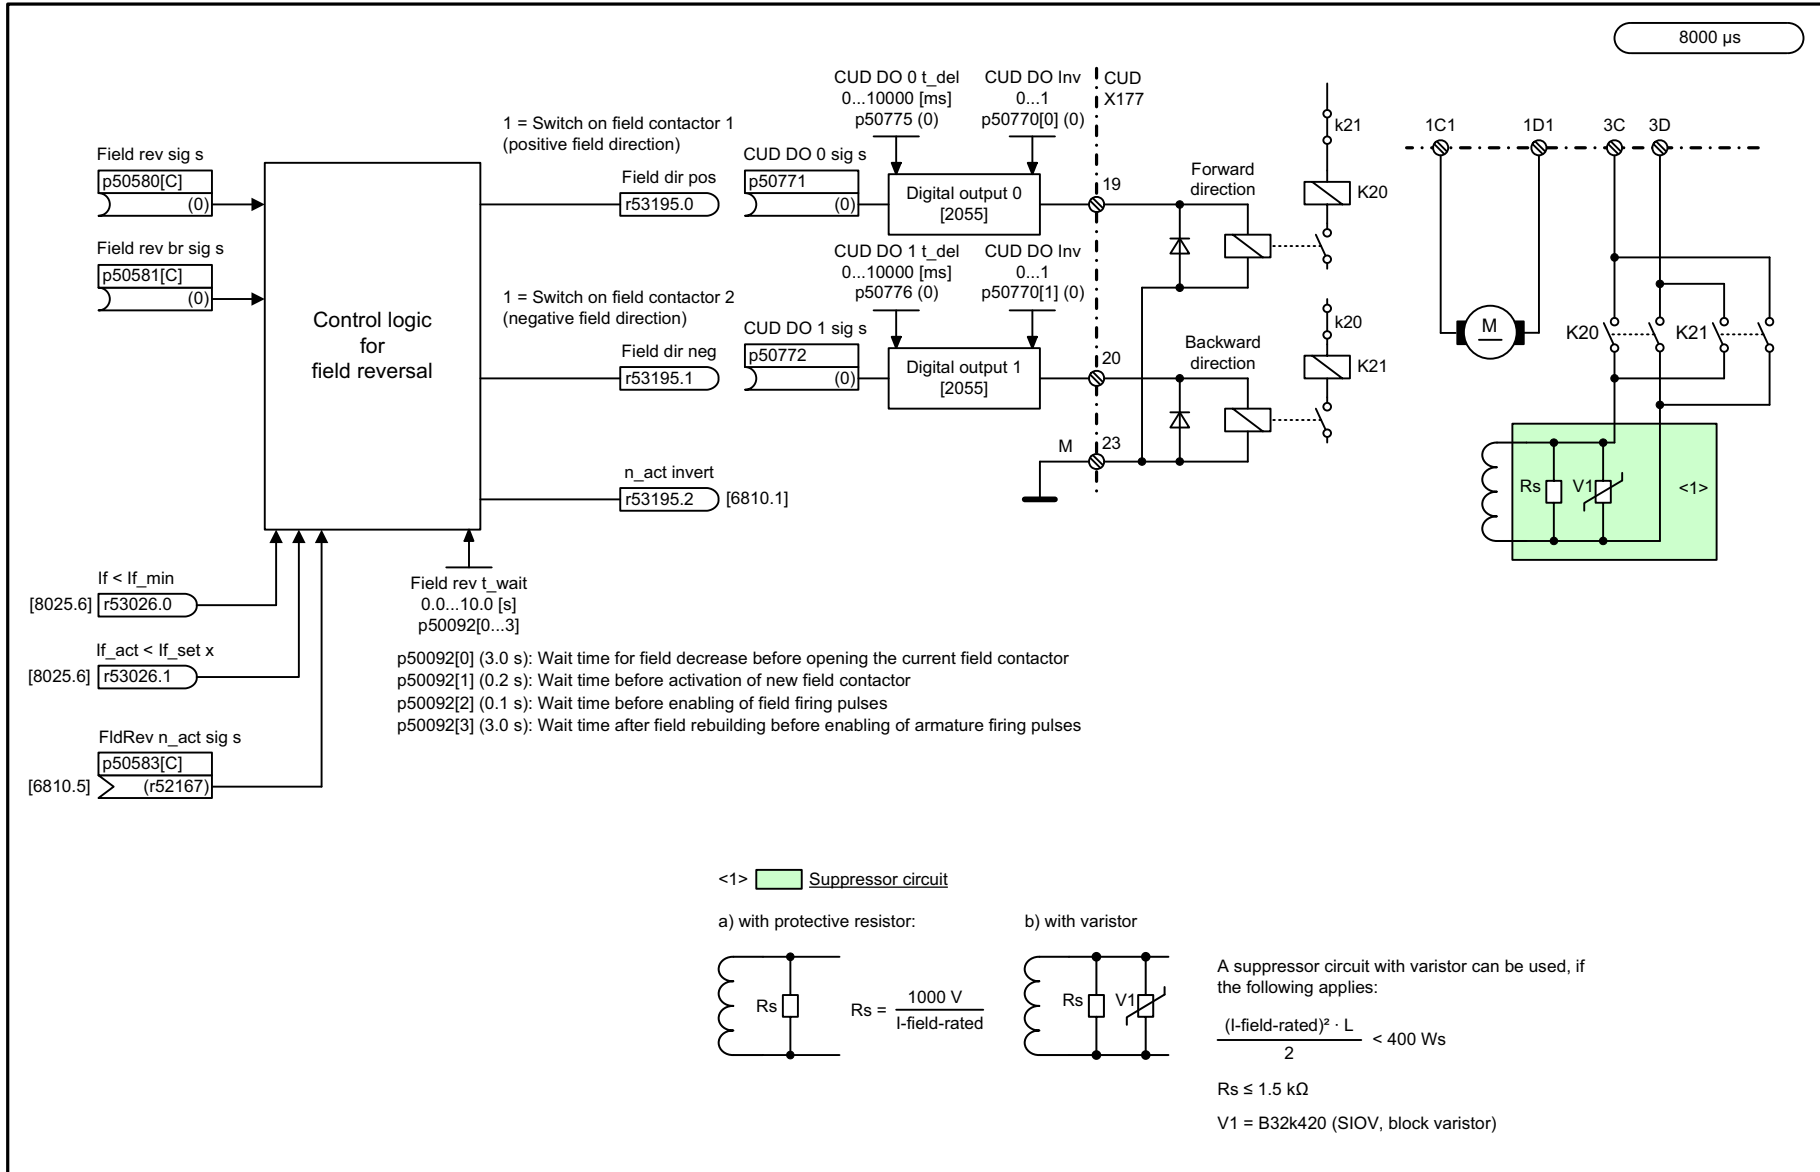 8000 µs
CUD DO 0 t_del
0...10000 [ms]
p50775 (0)
CUD DO Inv
0...1
p50770[0] (0)
CUD
X177
k21
1C1
1D1
3C
3D
1 = Switch on field contactor 1
(positive field direction)
Field rev sig s
p50580[C]
(0)
Field dir pos
r53195.0
CUD DO 0 sig s
p50771
(0)
Digital output 0
[2055]
19
Forward
direction
K20
Field rev br sig s
p50581[C]
(0)
CUD DO 1 t_del
0...10000 [ms]
p50776 (0)
CUD DO Inv
0...1
p50770[1] (0)
1 = Switch on field contactor 2
(negative field direction)
Control logic
for
field reversal
Field dir neg
r53195.1
CUD DO 1 sig s
p50772
(0)
Digital output 1
[2055]
20
Backward
direction
k20
K21
M
K20
K21
M
23
n_act invert
r53195.2
[6810.1]
Rs
V1
<1>
If < If_min
[8025.6]
r53026.0
Field rev t_wait
0.0...10.0 [s]
p50092[0...3]
If_act < If_set x
[8025.6]
r53026.1
p50092[0] (3.0 s): Wait time for field decrease before opening the current field contactor
p50092[1] (0.2 s): Wait time before activation of new field contactor
p50092[2] (0.1 s): Wait time before enabling of field firing pulses
p50092[3] (3.0 s): Wait time after field rebuilding before enabling of armature firing pulses
FldRev n_act sig s
p50583[C]
[6810.5]
(r52167)
<1> Suppressor circuit
a) with protective resistor:
b) with varistor
Rs
Rs = 1000 V
I-field-rated
Rs
V1
A suppressor circuit with varistor can be used, if
the following applies:
(I-field-rated)² · L
2
< 400 Ws
Rs ≤ 1.5 kΩ
V1 = B32k420 (SIOV, block varistor)